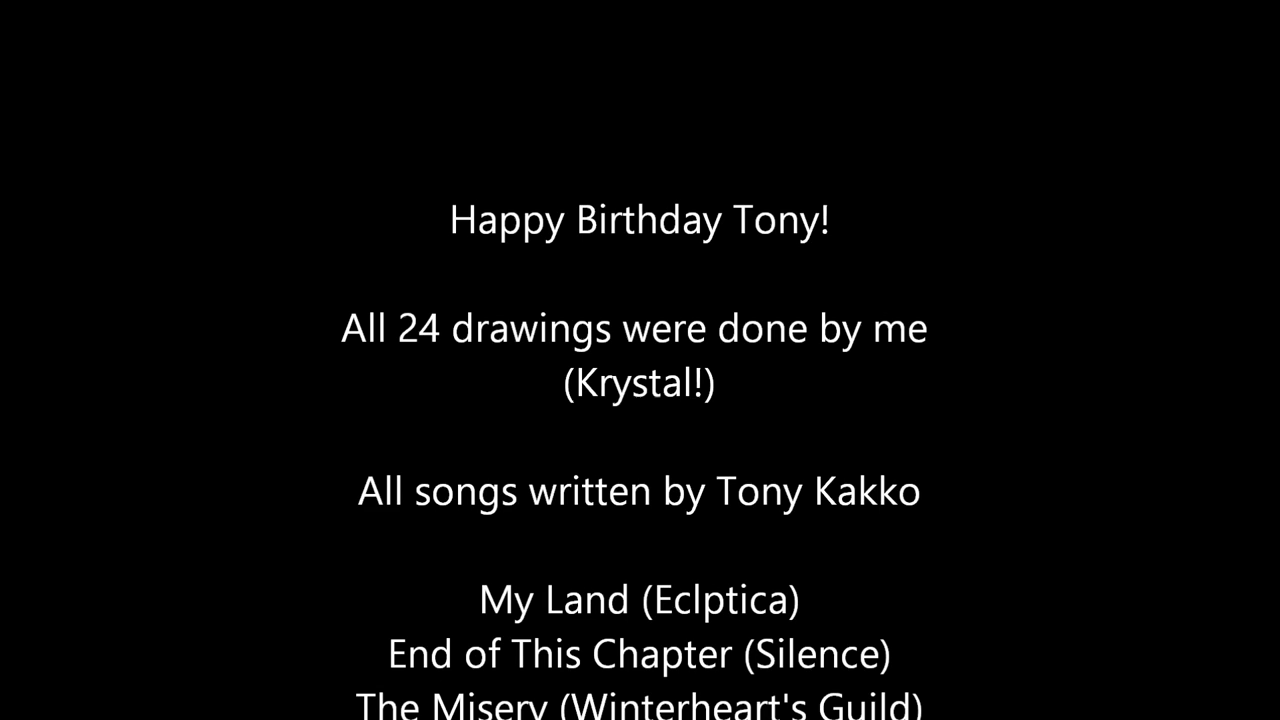 Happy Birthday Tony!
All 24 drawings were done by me
(Krystal!)
All songs written by Tony Kakko
My Land (Eclptica)
End of This Chapter (Silence)
The Misery (Winterheart's Guild)